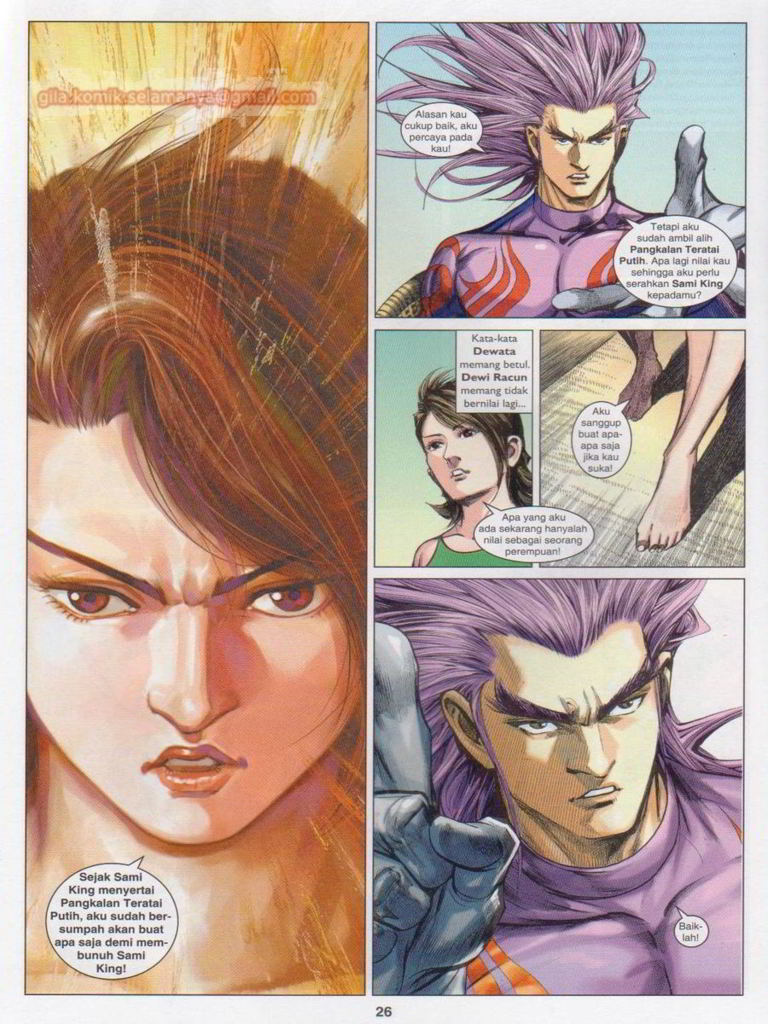 gila.komik.selamanya@gmail.com
Sejak Sami
King menyertai
Pangkalan Teratai
Putih, aku sudah ber-
sumpah akan buat
apa saja demi mem-
bunuh Sami
King!
Alasan kau
cukup baik, aku
percaya pada
kau!
Tetapi aku
sudah ambil alih
Pangkalan Teratai
Putih. Apa lagi nilai kau
sehingga aku perlu
serahkan Sami King
kepadamu?
Kata-kata
Dewata
memang betul.
Dewi Racun
memang tidak
bernilai lagi...
Apa yang aku
ada sekarang hanyalah
nilai sebagai seorang
perempuan!
Aku
sanggup
buat apa-
apa saja
jika kau
suka!
Baik-
lah!
26